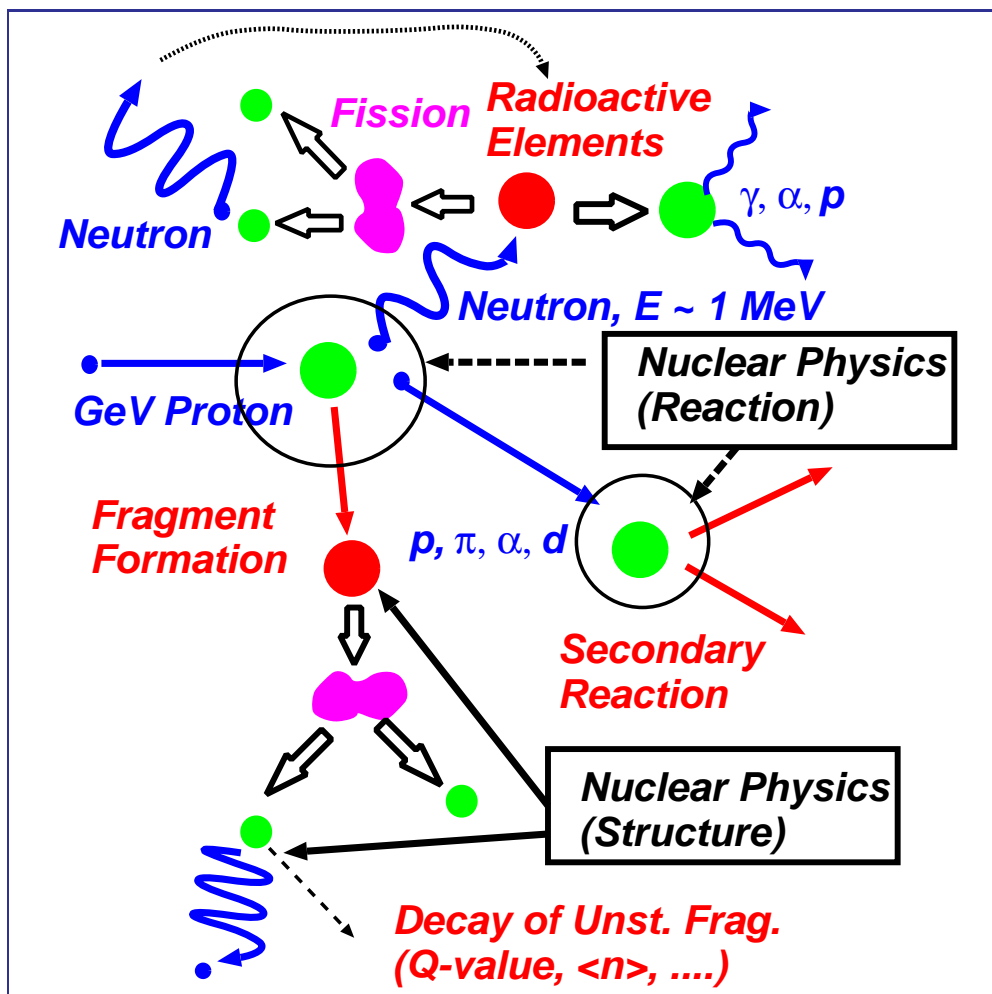 Radioactive
Elements
Fission
γ, α, p
Neutron
Neutron, E ~ 1 MeV
Nuclear Physics
(Reaction)
GeV Proton
Fragment
Formation
p, π, α, d
Secondary
Reaction
Nuclear Physics
(Structure)
Decay of Unst. Frag.
(Q-value, <n>, ....)